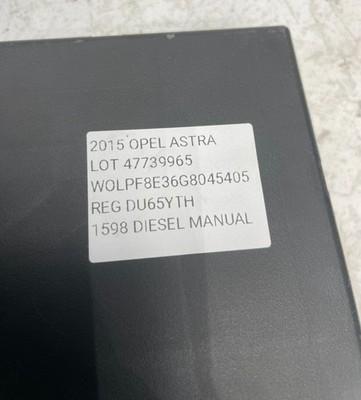 2015 OPEL ASTRA
LOT 47739965
WOLPF8E36G8045405
REG DU65YTH
1598 DIESEL MANUAL